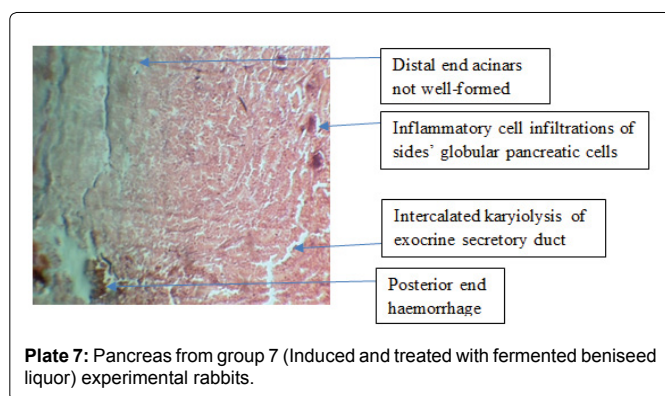 Distal end acinars
not well-formed
Inflammatory cell infiltrations of
sides' globular pancreatic cells
Intercalated karyiolysis of
exocrine secretory duct
Posterior end
haemorrhage
Plate 7: Pancreas from group 7 (Induced and treated with fermented beniseed
liquor) experimental rabbits.